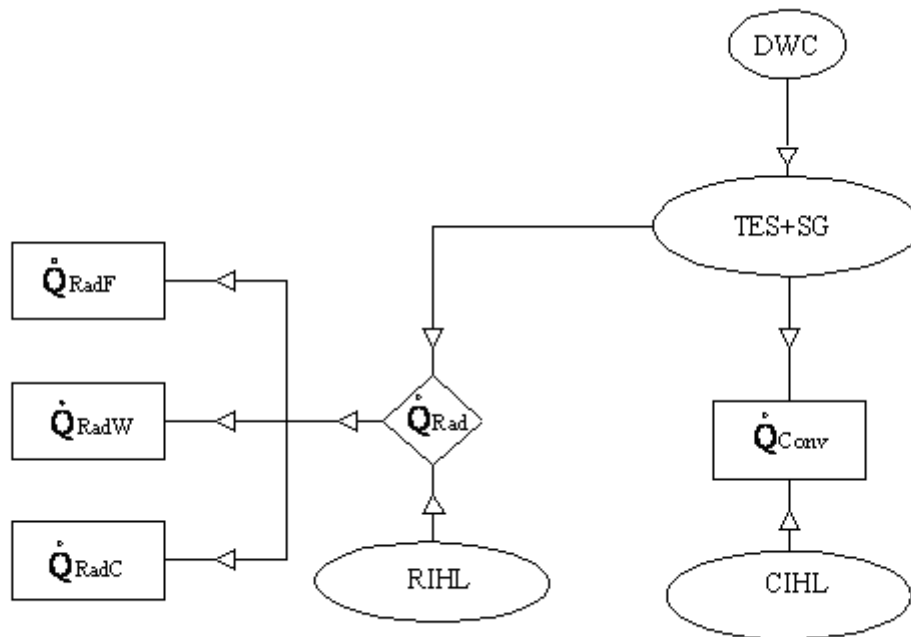 DWC
TES+SG
Q̇RadF
Q̇RadW
Q̇Rad
Q̇Conv
Q̇RadC
RIHL
CIHL